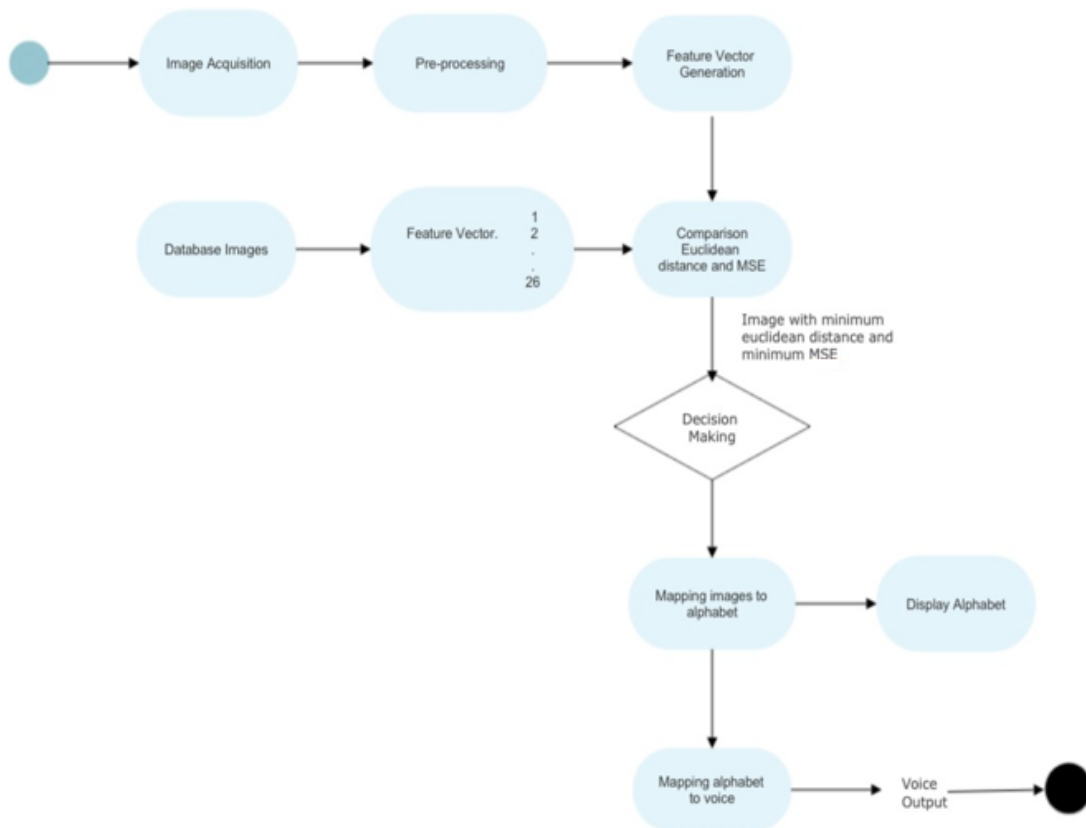 Image Acquisition
Pre-processing
Feature Vector
Generation
Database Images
Feature Vector.
1
2
.
.
26
Comparison
Euclidean
distance and MSE
Image with minimum
euclidean distance and
minimum MSE
Decision
Making
Mapping images to
alphabet
Display Alphabet
Mapping alphabet
to voice
Voice
Output